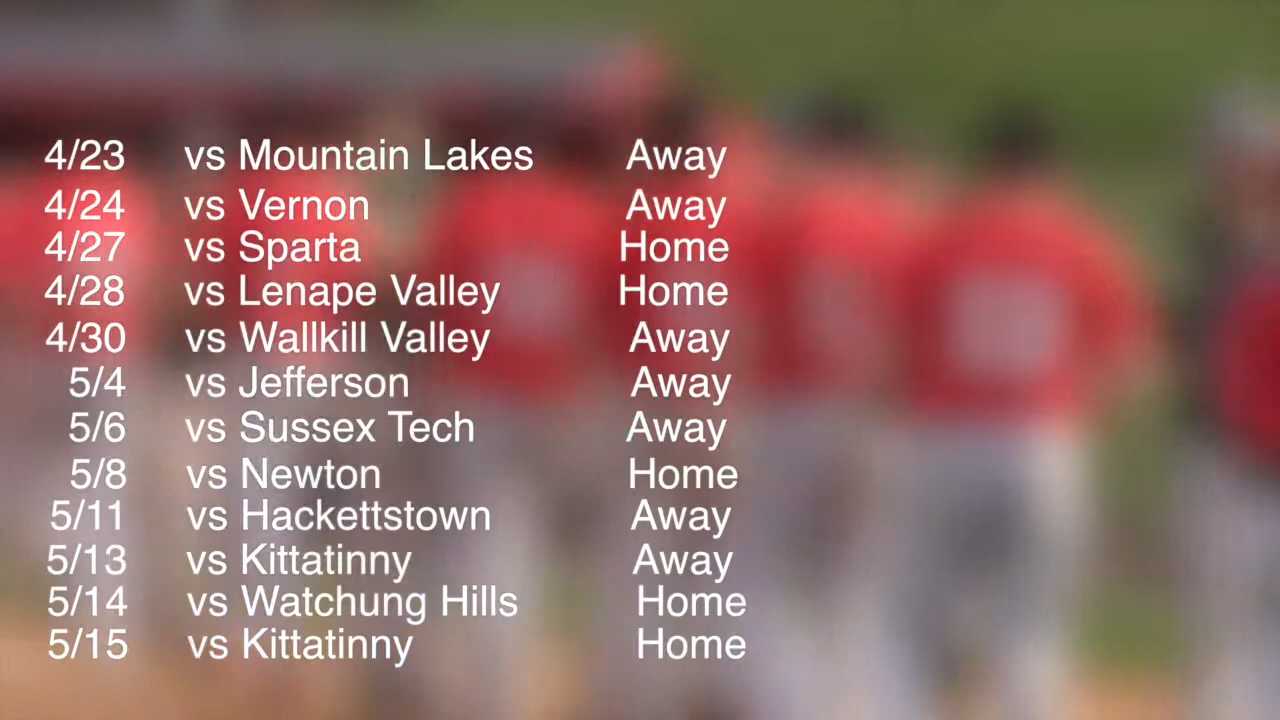 4/23 vs Mountain Lakes Away
4/24 vs Vernon Away
4/27 vs Sparta Home
4/28 vs Lenape Valley Home
4/30 vs Wallkill Valley Away
5/4 vs Jefferson Away
5/6 vs Sussex Tech Away
5/8 vs Newton Home
5/11 vs Hackettstown Away
5/13 vs Kittatinny Away
5/14 vs Watchung Hills Home
5/15 vs Kittatinny Home